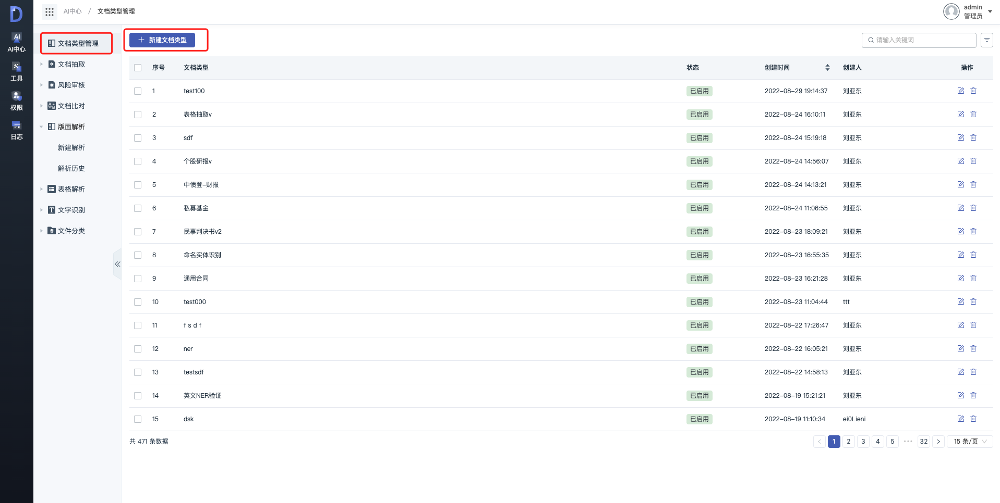 AI中心 / 文档类型管理
admin
管理员
AI中心
工具
权限
日志
文档类型管理
文档抽取
风险审核
文档比对
版面解析
新建解析
解析历史
表格解析
文字识别
文件分类
新建文档类型
请输入关键词
序号 文档类型 状态 创建时间 创建人 操作
1 test100 已启用 2022-08-29 19:14:37 刘亚东
2 表格抽取v 已启用 2022-08-24 16:10:11 刘亚东
3 sdf 已启用 2022-08-24 15:19:18 刘亚东
4 个股研报v 已启用 2022-08-24 14:56:07 刘亚东
5 中债登-财报 已启用 2022-08-24 14:13:21 刘亚东
6 私募基金 已启用 2022-08-24 11:06:55 刘亚东
7 民事判决书v2 已启用 2022-08-23 18:09:21 刘亚东
8 命名实体识别 已启用 2022-08-23 16:55:35 刘亚东
9 通用合同 已启用 2022-08-23 16:21:28 刘亚东
10 test000 已启用 2022-08-23 11:04:44 ttt
11 f s d f 已启用 2022-08-22 17:26:47 刘亚东
12 ner 已启用 2022-08-22 16:05:21 刘亚东
13 testsdf 已启用 2022-08-22 14:58:13 刘亚东
14 英文NER验证 已启用 2022-08-19 15:21:21 刘亚东
15 dsk 已启用 2022-08-19 11:10:34 ei0Lieni
共 471 条数据
1 2 3 4 5 ••• 32 15 条/页